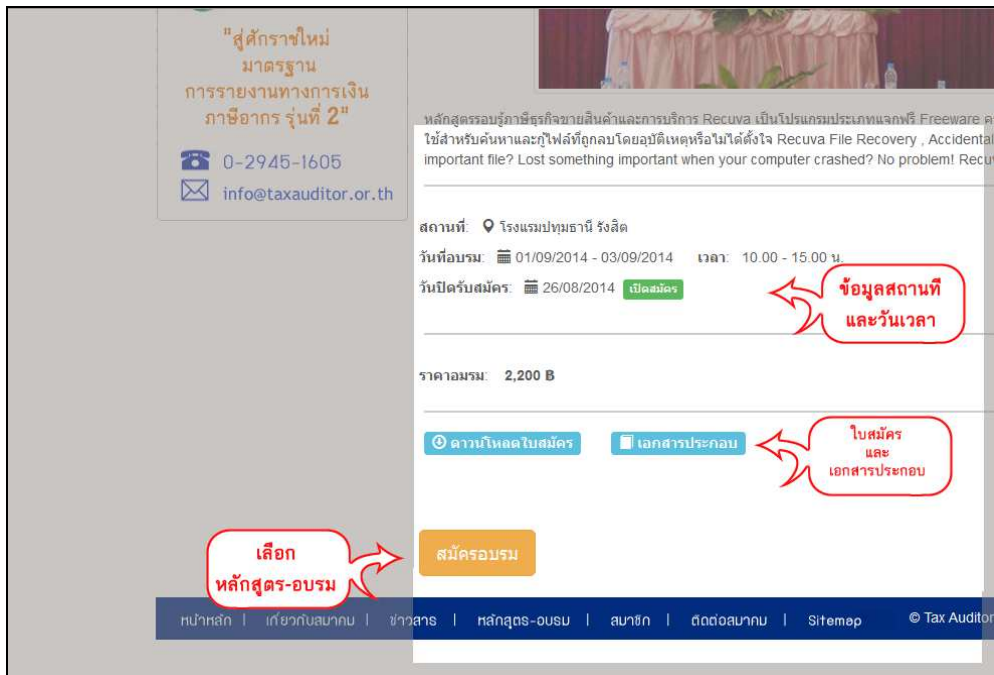 "สู่ศักราชใหม่
มาตรฐาน
การรายงานทางการเงิน
ภาษีอากร รุ่นที่ 2"
0-2945-1605
info@taxauditor.or.th
หลักสูตรรอบรู้ภาษีธุรกิจขายสินค้าและการบริการ Recuva เป็นโปรแกรมประเภทแจกฟรี Freeware
ใช้สำหรับค้นหาและกู้ไฟล์ที่ถูกลบโดยอุบัติเหตุหรือไม่ได้ตั้งใจ Recuva File Recovery , Accidental
important file? Lost something important when your computer crashed? No problem!
สถานที่: โรงแรมปทุมธานี รังสิต
วันที่อบรม: 01/09/2014 - 03/09/2014 เวลา: 10.00 - 15.00 น.
วันปิดรับสมัคร: 26/08/2014 เปิดสมัคร
ข้อมูลสถานที่
และวันเวลา
ราคาอมรม: 2,200 B
ดาวน์โหลดใบสมัคร เอกสารประกอบ
ใบสมัคร
และ
เอกสารประกอบ
เลือก
หลักสูตร-อบรม
สมัครอบรม
หน้าหลัก | เกี่ยวกับสมาคม | ข่าวสาร | หลักสูตร-อบรม | สมาชิก | ติดต่อสมาคม | Sitemap © Tax Auditor